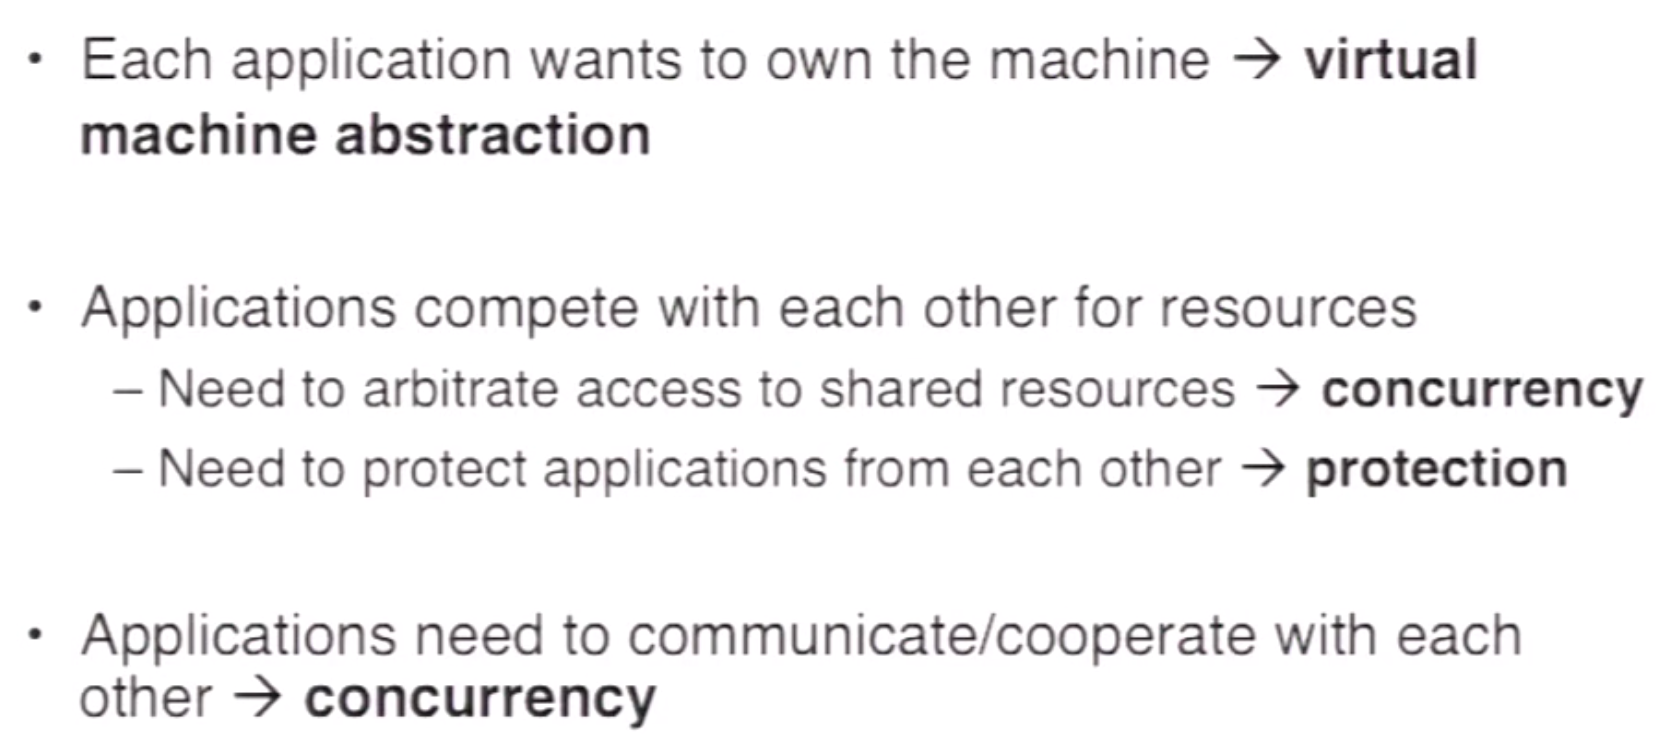 • Each application wants to own the machine → virtual
machine abstraction
• Applications compete with each other for resources
– Need to arbitrate access to shared resources → concurrency
– Need to protect applications from each other → protection
• Applications need to communicate/cooperate with each
other → concurrency